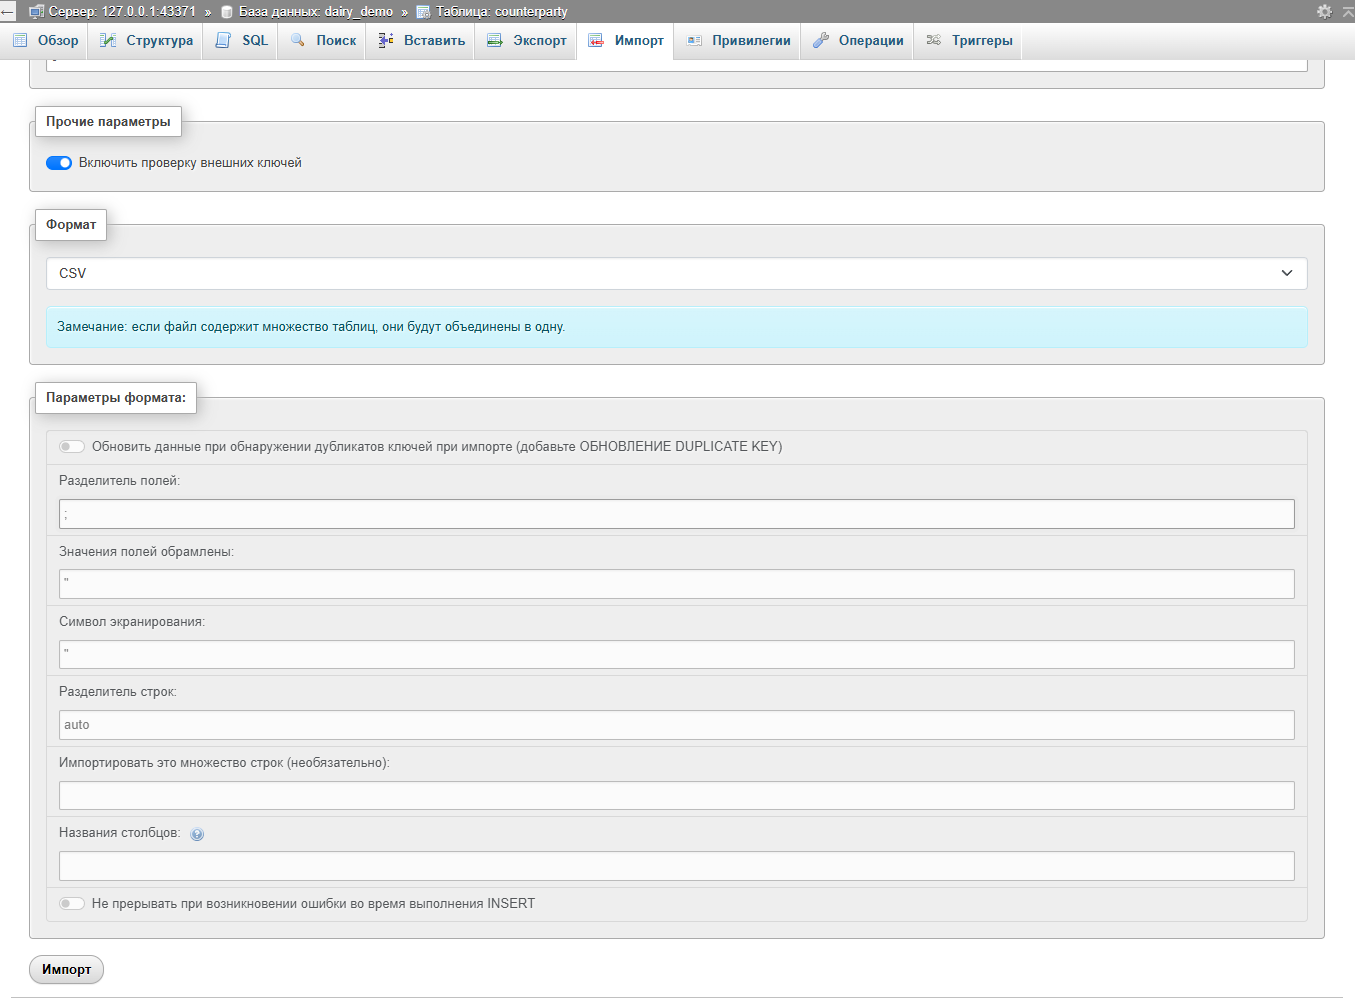 Сервер: 127.0.0.1:43371 » База данных: dairy_demo » Таблица: counterparty
Обзор Структура SQL Поиск Вставить Экспорт Импорт Привилегии Операции Триггеры
Прочие параметры
Включить проверку внешних ключей
Формат
CSV
Замечание: если файл содержит множество таблиц, они будут объединены в одну.
Параметры формата:
Обновить данные при обнаружении дубликатов ключей при импорте (добавьте ОБНОВЛЕНИЕ DUPLICATE KEY)
Разделитель полей:
;
Значения полей обрамлены:
"
Символ экранирования:
"
Разделитель строк:
auto
Импортировать это множество строк (необязательно):
Названия столбцов:
Не прерывать при возникновении ошибки во время выполнения INSERT
Импорт